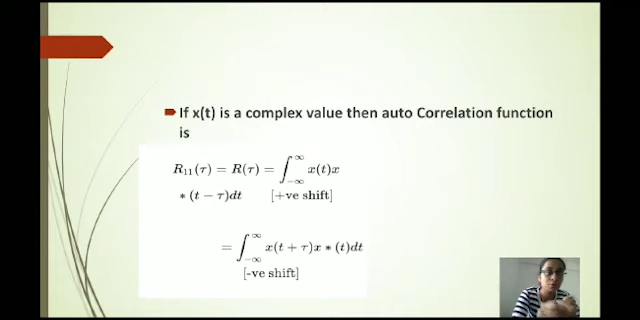 If x(t) is a complex value then auto Correlation function
is
R₁₁(τ) = R(τ) = ∫_{-∞}^{∞} x(t)x
* (t − τ)dt [+ve shift]
= ∫_{-∞}^{∞} x(t + τ)x * (t)dt
[-ve shift]